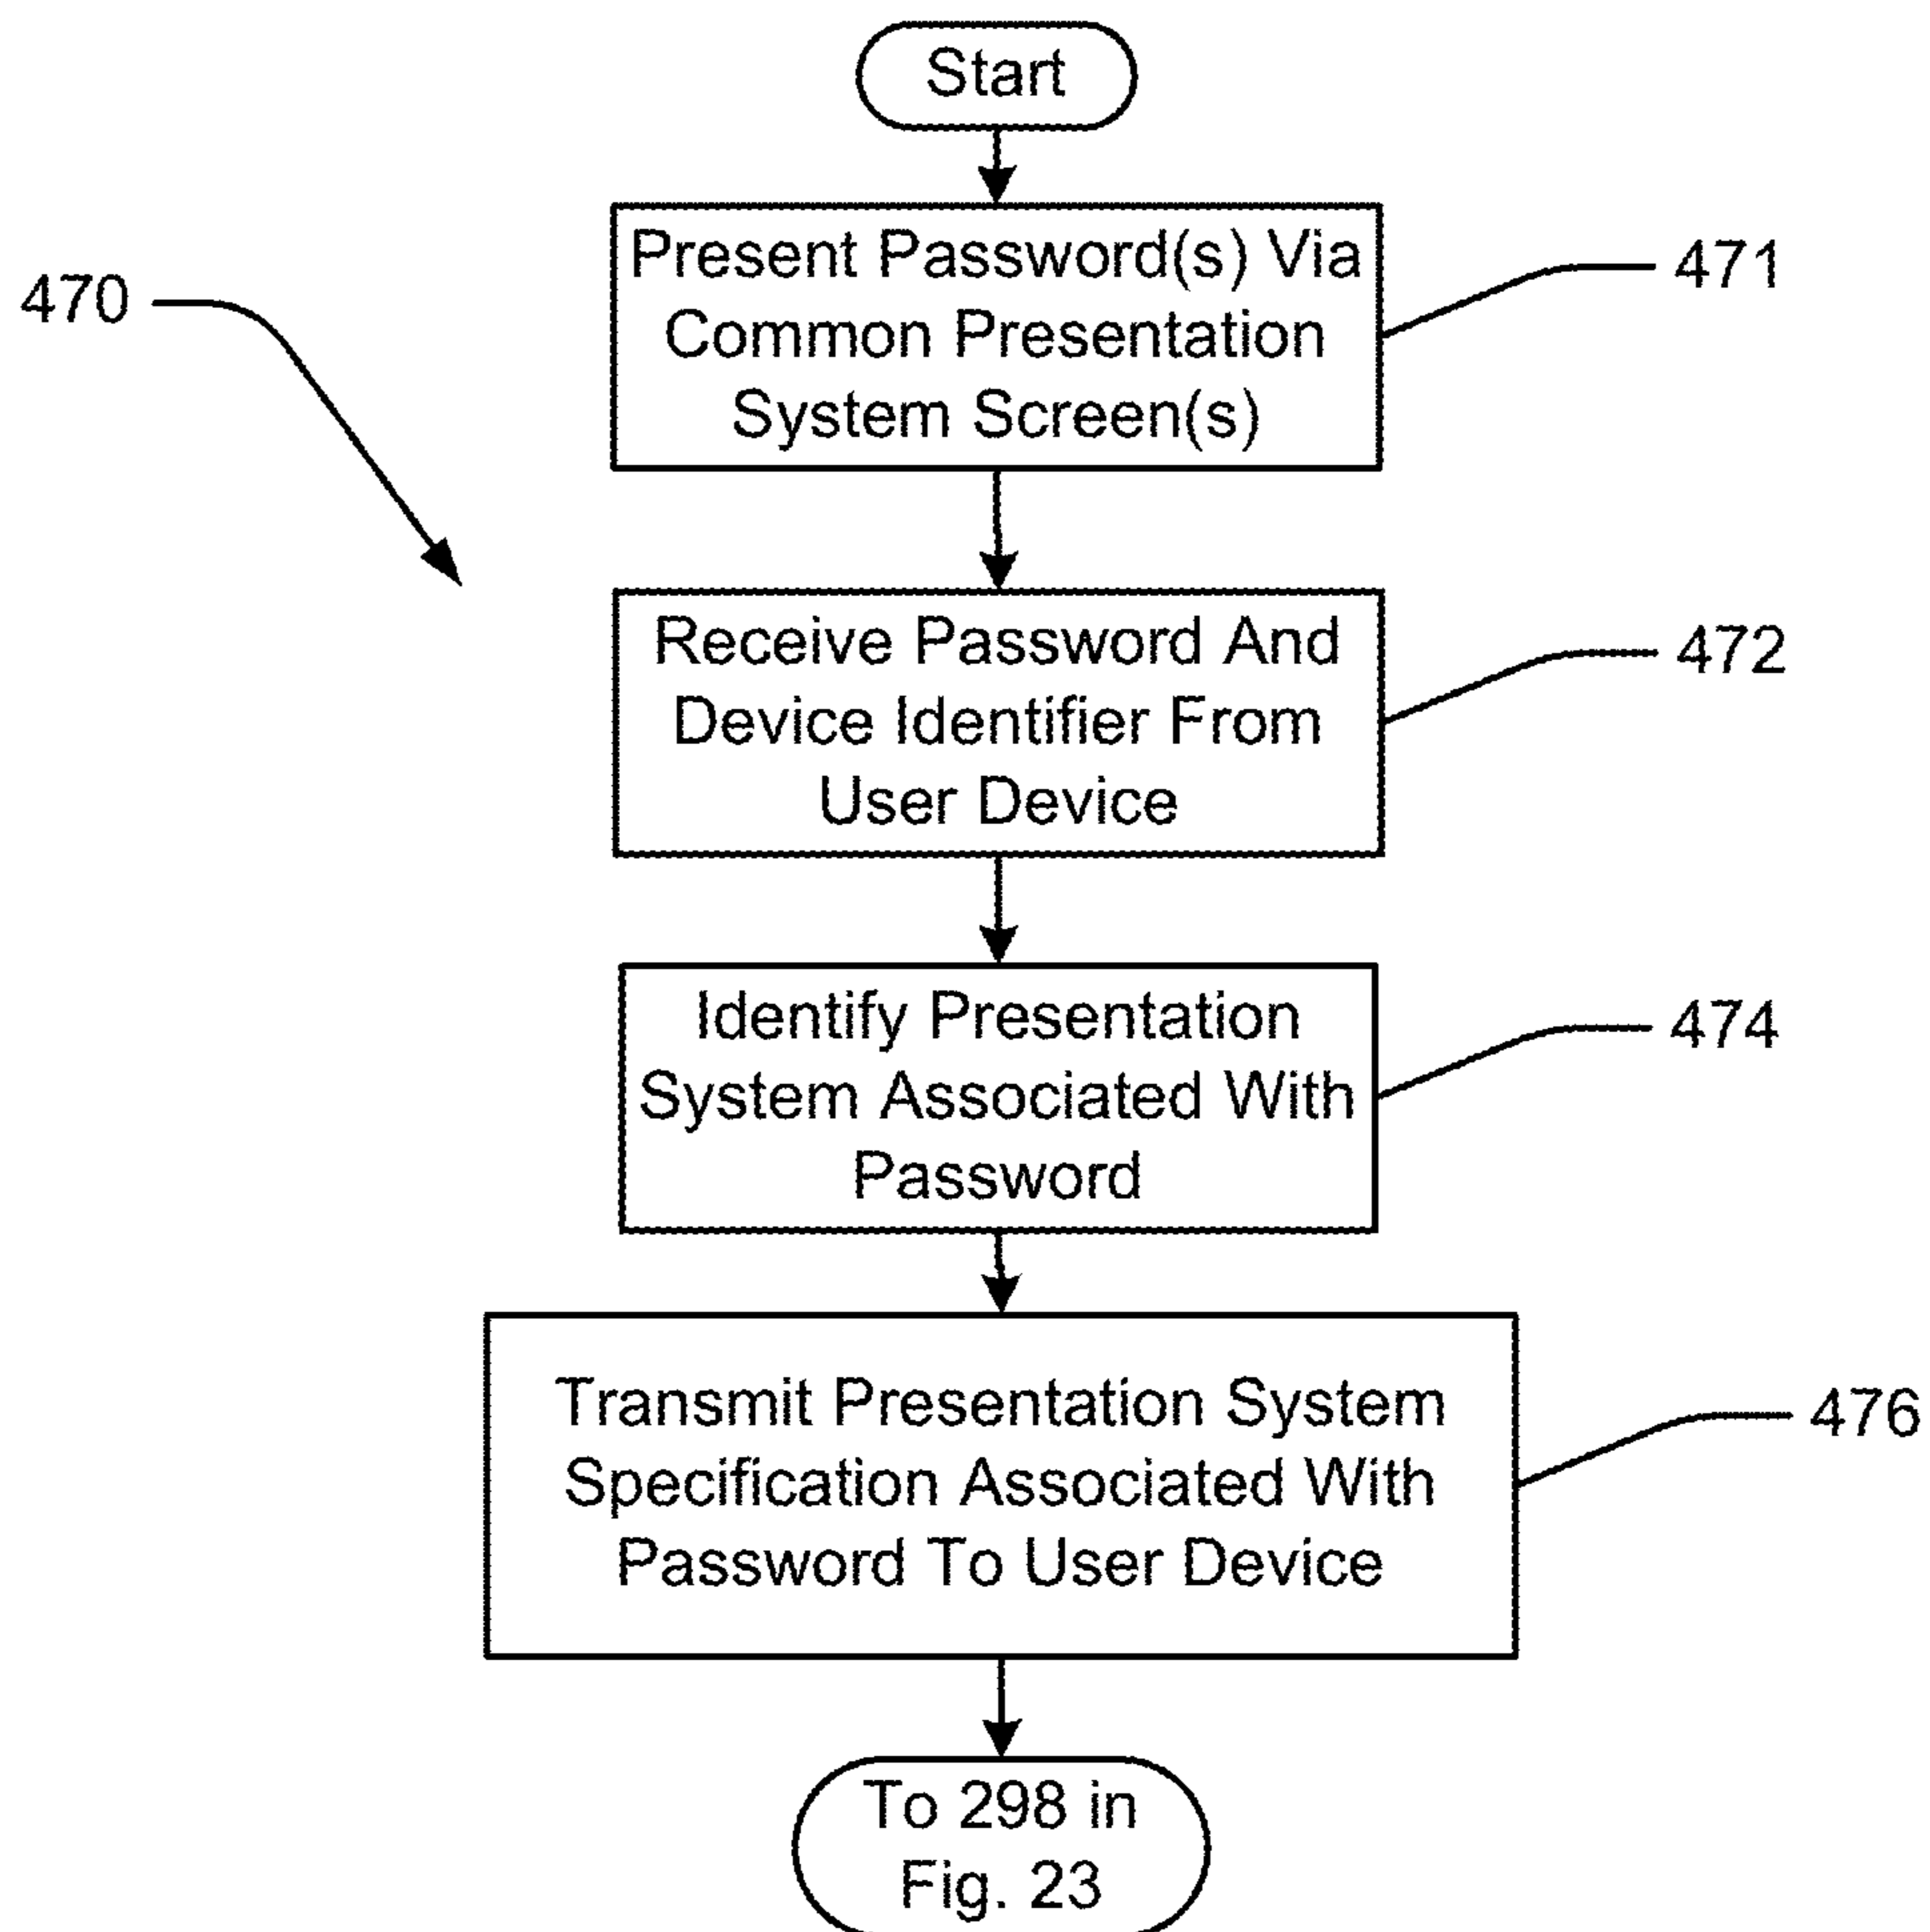 Start
470
Present Password(s) Via
Common Presentation
System Screen(s)
471
Receive Password And
Device Identifier From
User Device
472
Identify Presentation
System Associated With
Password
474
Transmit Presentation System
Specification Associated With
Password To User Device
476
To 298 in
Fig. 23